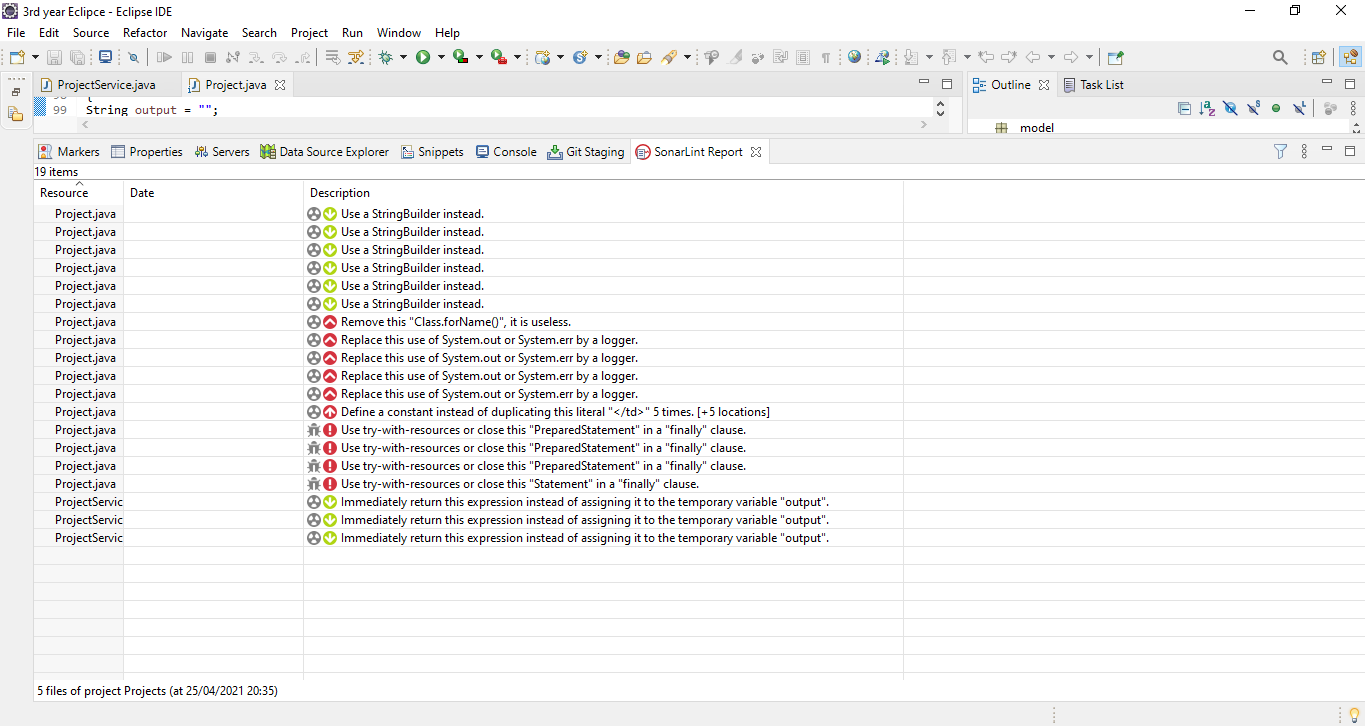 3rd year Eclipce - Eclipse IDE
File Edit Source Refactor Navigate Search Project Run Window Help
ProjectService.java Project.java Outline Task List
99 String output = "";
model
Markers Properties Servers Data Source Explorer Snippets Console Git Staging SonarLint Report
19 items
Resource Date Description
Project.java Use a StringBuilder instead.
Project.java Use a StringBuilder instead.
Project.java Use a StringBuilder instead.
Project.java Use a StringBuilder instead.
Project.java Use a StringBuilder instead.
Project.java Use a StringBuilder instead.
Project.java Remove this "Class.forName()", it is useless.
Project.java Replace this use of System.out or System.err by a logger.
Project.java Replace this use of System.out or System.err by a logger.
Project.java Replace this use of System.out or System.err by a logger.
Project.java Replace this use of System.out or System.err by a logger.
Project.java Define a constant instead of duplicating this literal "</td>" 5 times. [+5 locations]
Project.java Use try-with-resources or close this "PreparedStatement" in a "finally" clause.
Project.java Use try-with-resources or close this "PreparedStatement" in a "finally" clause.
Project.java Use try-with-resources or close this "PreparedStatement" in a "finally" clause.
Project.java Use try-with-resources or close this "Statement" in a "finally" clause.
ProjectServic Immediately return this expression instead of assigning it to the temporary variable "output".
ProjectServic Immediately return this expression instead of assigning it to the temporary variable "output".
ProjectServic Immediately return this expression instead of assigning it to the temporary variable "output".
5 files of project Projects (at 25/04/2021 20:35)